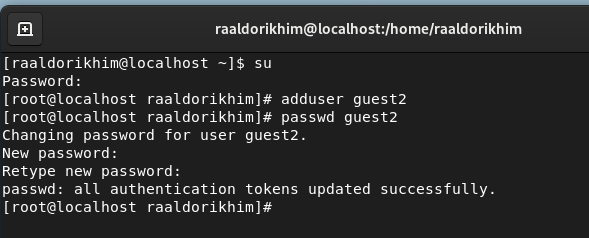 raaldorikhim@localhost:/home/raaldorikhim
[raaldorikhim@localhost ~]$ su
Password:
[root@localhost raaldorikhim]# adduser guest2
[root@localhost raaldorikhim]# passwd guest2
Changing password for user guest2.
New password:
Retype new password:
passwd: all authentication tokens updated successfully.
[root@localhost raaldorikhim]#